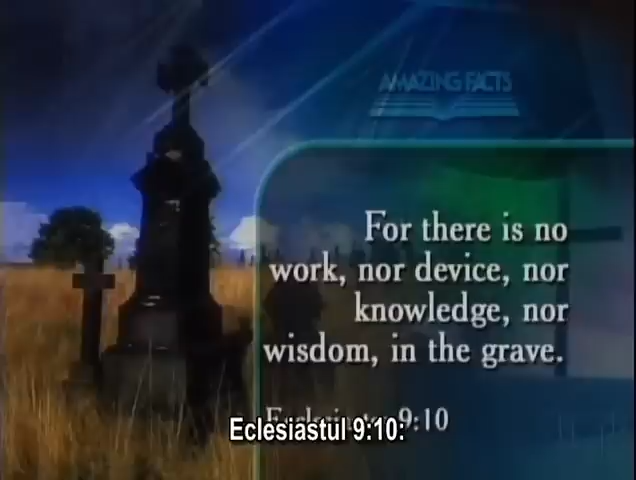 AMAZING FACTS
For there is no
work, nor device, nor
knowledge, nor
wisdom, in the grave.
9:10
Eclesiastul 9:10: